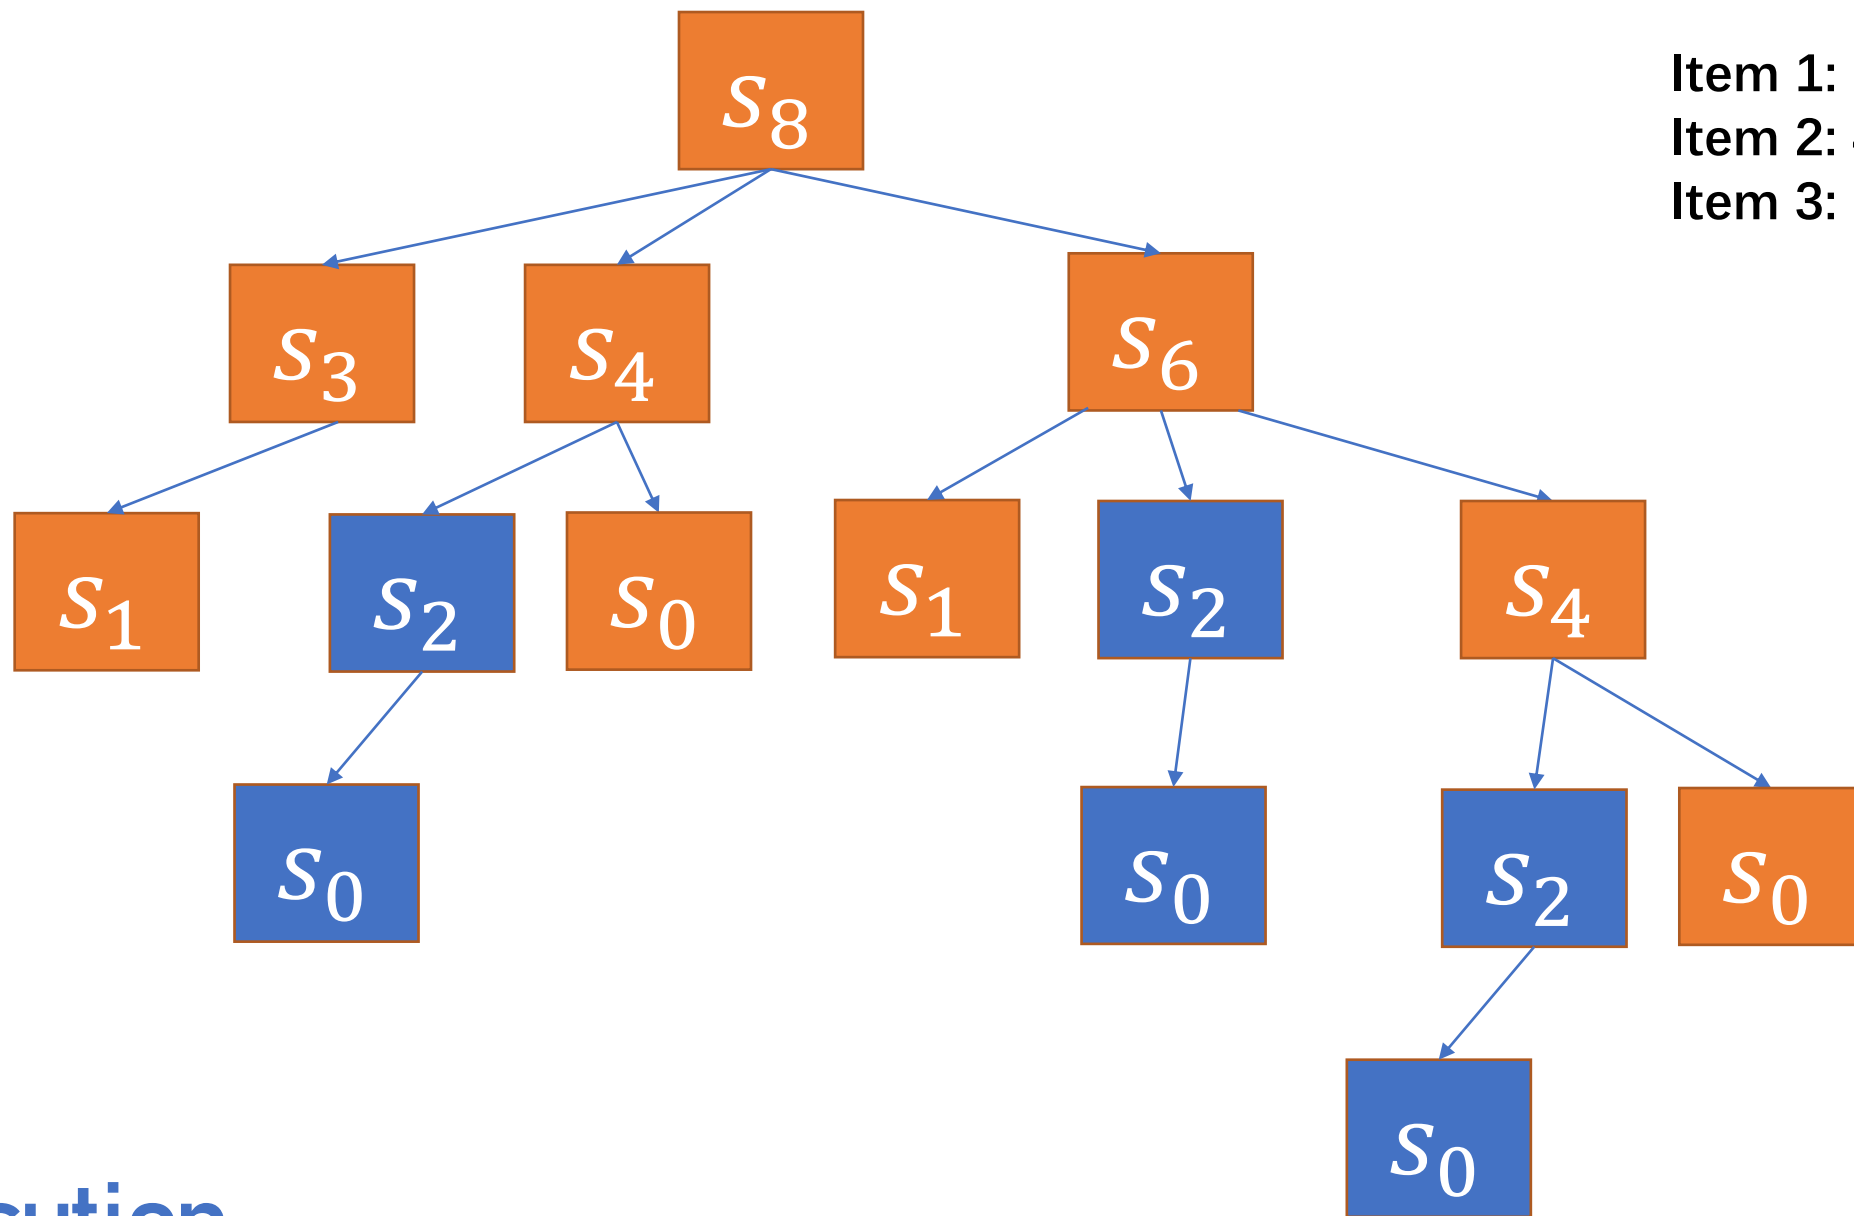 s₈
Item 1:
Item 2:
Item 3:
s₃
s₄
s₆
s₁
s₂
s₀
s₁
s₂
s₄
s₀
s₀
s₂
s₀
s₀